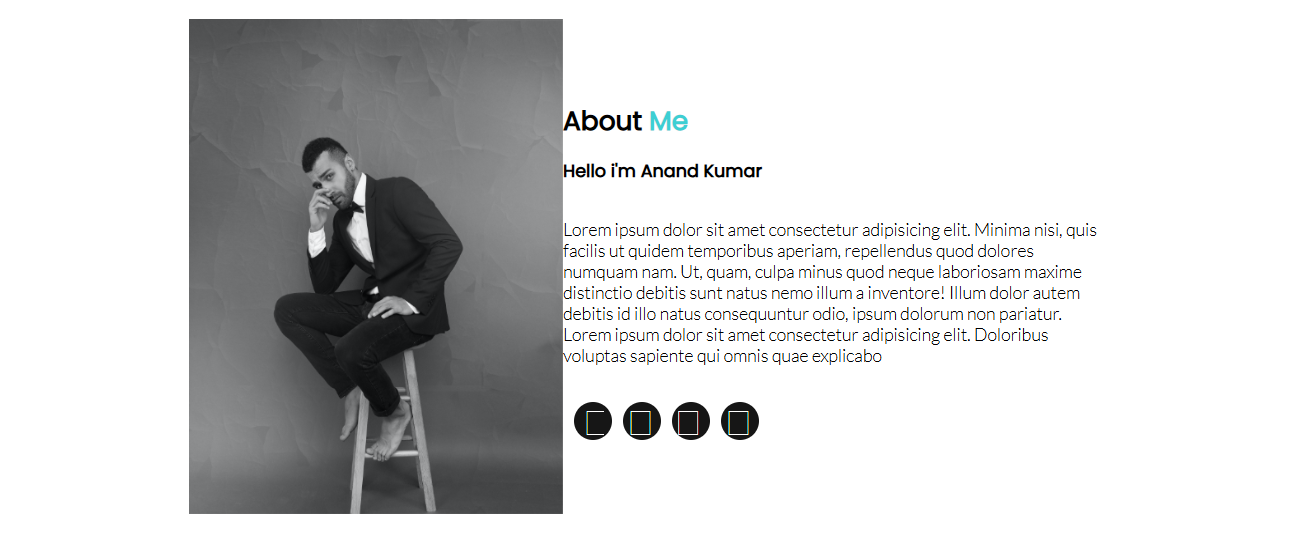 About Me
Hello i'm Anand Kumar
Lorem ipsum dolor sit amet consectetur adipisicing elit. Minima nisi, quis
facilis ut quidem temporibus aperiam, repellendus quod dolores
numquam nam. Ut, quam, culpa minus quod neque laboriosam maxime
distinctio debitis sunt natus nemo illum a inventore! Illum dolor autem
debitis id illo natus consequuntur odio, ipsum dolorum non pariatur.
Lorem ipsum dolor sit amet consectetur adipisicing elit. Doloribus
voluptas sapiente qui omnis quae explicabo